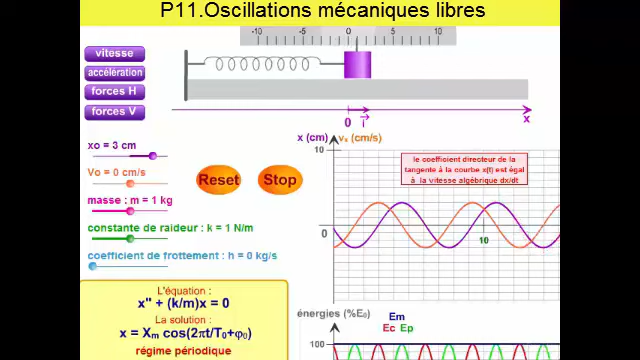 P11.Oscillations mécaniques libres
-10 -5 0 5 10
vitesse
accéleration
forces H
forces V
0 i x
xo = 3 cm
Vo = 0 cm/s
masse : m = 1 kg
constante de raideur : k = 1 N/m
coefficient de frottement : h = 0 kg/s
Reset
Stop
x (cm) vx (cm/s)
10
le coefficient directeur de la
tangente à la courbe x(t) est égal
à la vitesse algébrique dx/dt
0
10
L'équation :
x" + (k/m)x = 0
La solution :
x = Xm cos(2πt/T0+φ0)
régime périodique
énergies (%E0)
Em
Ec Ep
100